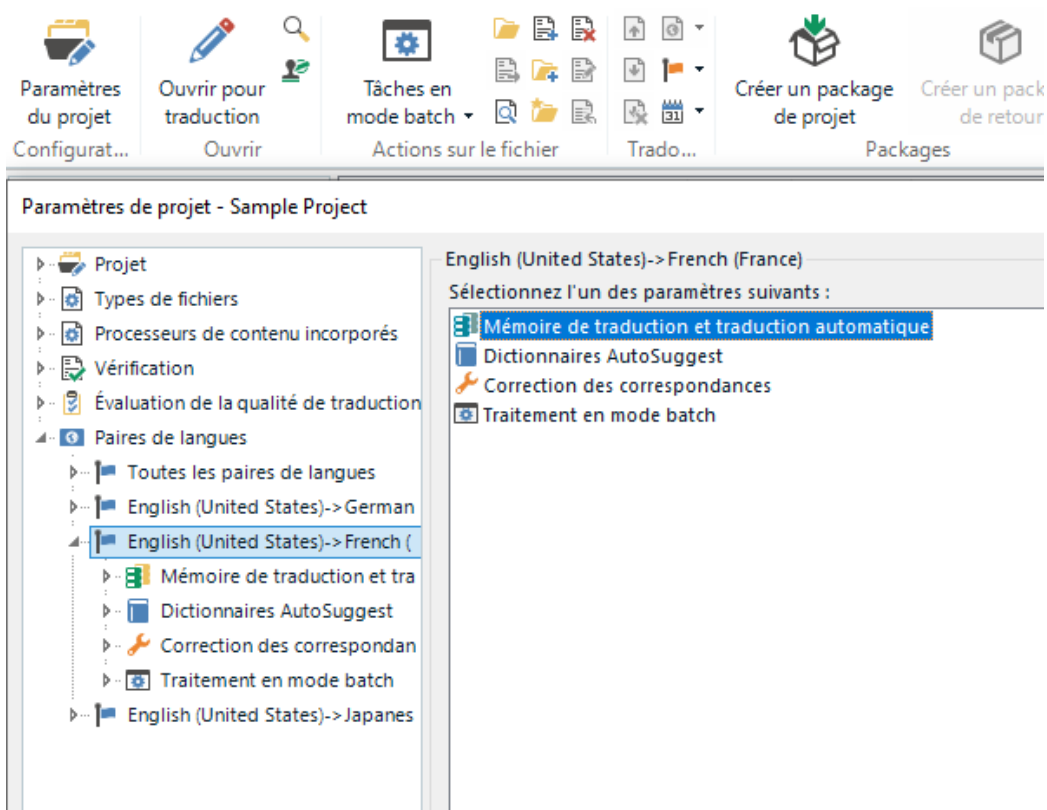 Paramètres
du projet
Ouvrir pour
traduction
Tâches en
mode batch
31
Créer un package
de projet
Créer un pack
de retour
Configurat...
Ouvrir
Actions sur le fichier
Trado...
Packages
Paramètres de projet - Sample Project
Projet
Types de fichiers
Processeurs de contenu incorporés
Vérification
Évaluation de la qualité de traduction
Paires de langues
Toutes les paires de langues
English (United States)->German
English (United States)->French (
Mémoire de traduction et tra
Dictionnaires AutoSuggest
Correction des correspondan
Traitement en mode batch
English (United States)->Japanes
English (United States)->French (France)
Sélectionnez l'un des paramètres suivants :
Mémoire de traduction et traduction automatique
Dictionnaires AutoSuggest
Correction des correspondances
Traitement en mode batch